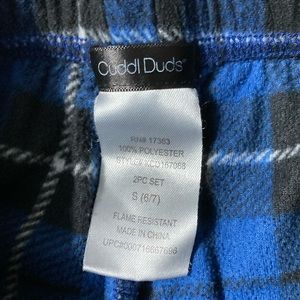 Cuddl Duds®
RN# 17363
100% POLYESTER
2PC SET
S (6/7)
FLAME RESISTANT
MADE IN CHINA